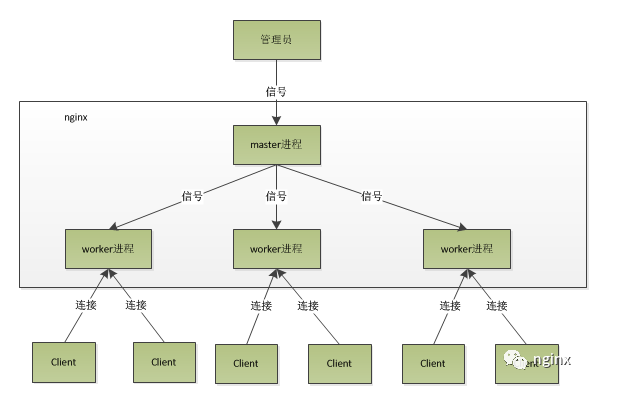 管理员
信号
nginx
master进程
信号
信号
信号
worker进程
worker进程
worker进程
连接
连接
连接
连接
连接
连接
Client
Client
Client
Client
Client
Client
nginx